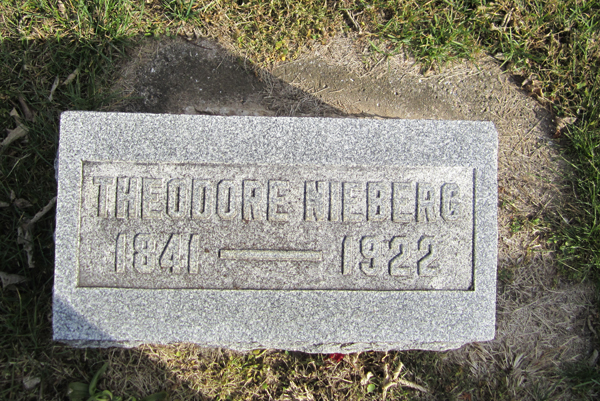 THEODORE NIEBERG
1841 — 1922